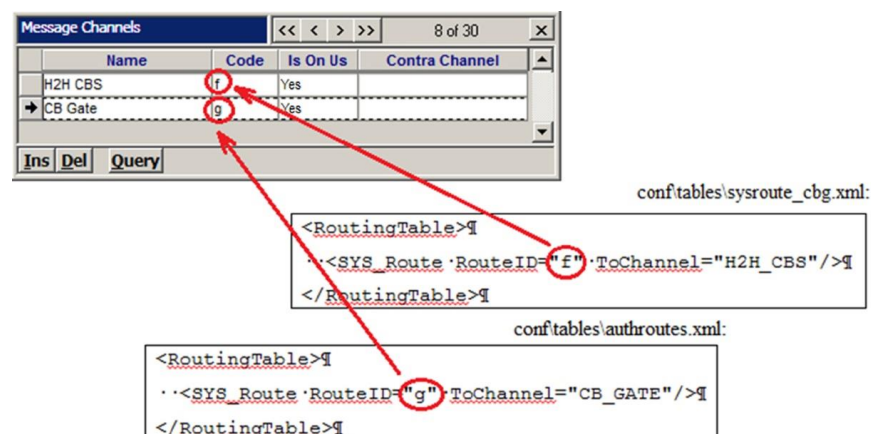 Message Channels << < > >> 8 of 30 ×
Name Code Is On Us Contra Channel
H2H CBS f Yes
CB Gate g Yes
Ins Del Query
conf\tables\sysroute_cbg.xml:
<RoutingTable>¶
··<SYS_Route·RouteID="f"·ToChannel="H2H_CBS"/>¶
</RoutingTable>¶
conf\tables\authroutes.xml:
<RoutingTable>¶
··<SYS_Route·RouteID="g"·ToChannel="CB_GATE"/>¶
</RoutingTable>¶